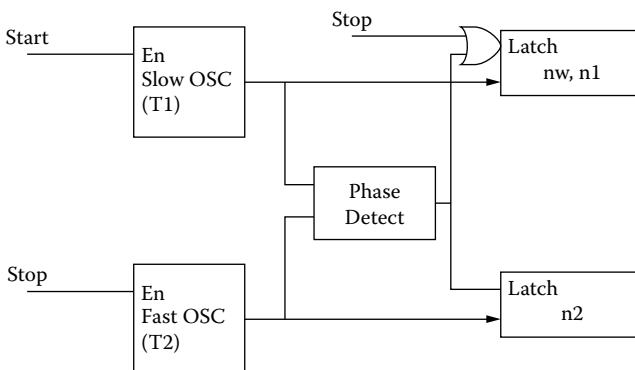 Start
Stop
En
Slow OSC
(T1)
Latch
nw, n1
Phase
Detect
Stop
En
Fast OSC
(T2)
Latch
n2